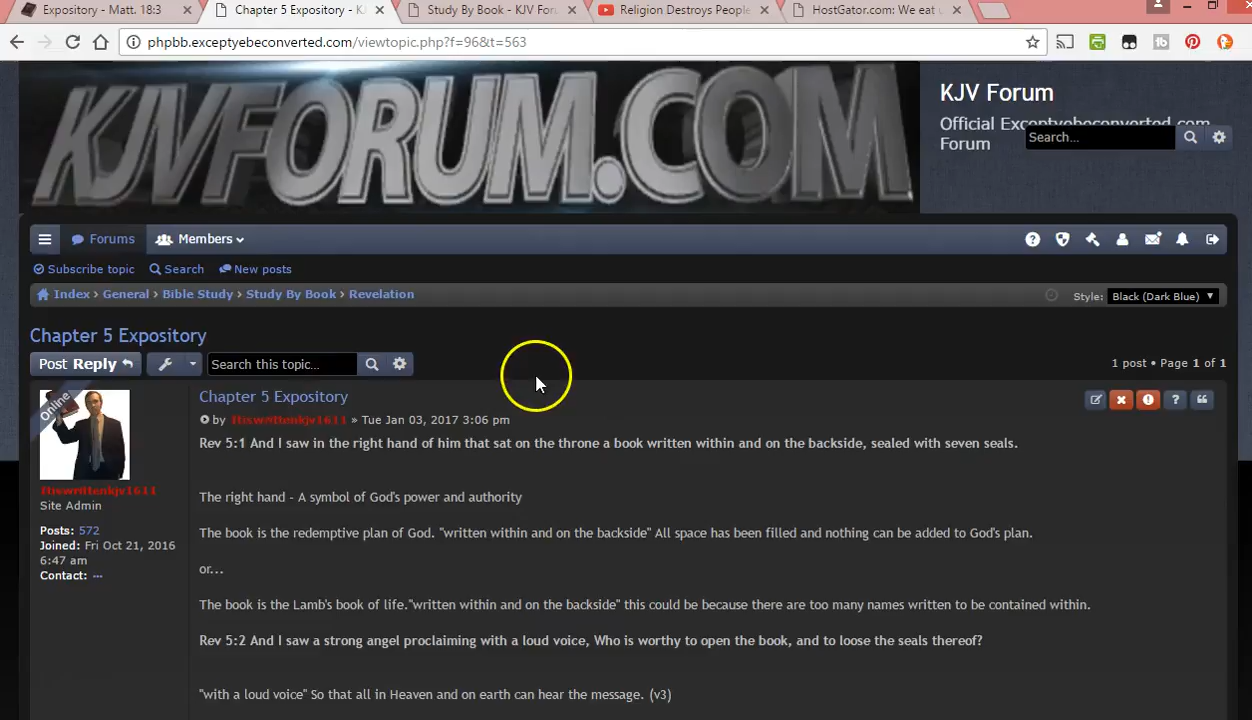 Expository - Matt. 18:3
Chapter 5 Expository - KJ
Study By Book - KJV Foru
Religion Destroys People
HostGator.com: We eat u
phpbb.exceptyebeconverted.com/viewtopic.php?f=96&t=563
KJVFORUM.COM
KJV Forum
Official Exceptyebeconverted.com
Forum
Search...
Forums
Members
Subscribe topic
Search
New posts
Index › General › Bible Study › Study By Book › Revelation
Style: Black (Dark Blue)
Chapter 5 Expository
Post Reply
Search this topic...
1 post • Page 1 of 1
Online
Chapter 5 Expository
by Itiswrittenkjv1611 » Tue Jan 03, 2017 3:06 pm
Itiswrittenkjv1611
Site Admin
Posts: 572
Joined: Fri Oct 21, 2016
6:47 am
Contact:
Rev 5:1 And I saw in the right hand of him that sat on the throne a book written within and on the backside, sealed with seven seals.
The right hand - A symbol of God's power and authority
The book is the redemptive plan of God. "written within and on the backside" All space has been filled and nothing can be added to God's plan.
or...
The book is the Lamb's book of life."written within and on the backside" this could be because there are too many names written to be contained within.
Rev 5:2 And I saw a strong angel proclaiming with a loud voice, Who is worthy to open the book, and to loose the seals thereof?
"with a loud voice" So that all in Heaven and on earth can hear the message. (v3)